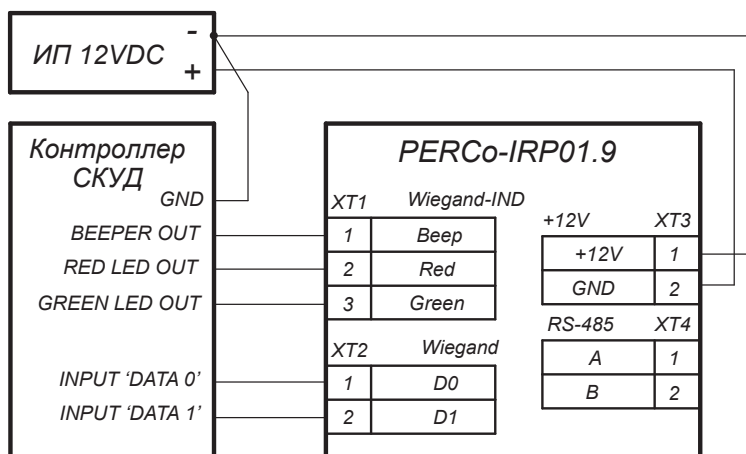 ИП 12VDC
-
+
Контроллер
СКУД
GND
BEEPER OUT
RED LED OUT
GREEN LED OUT
INPUT ‘DATA 0’
INPUT ‘DATA 1’
PERCo-IRP01.9
XT1 Wiegand-IND
1 Beep
2 Red
3 Green
XT2 Wiegand
1 D0
2 D1
+12V XT3
+12V 1
GND 2
RS-485 XT4
A 1
B 2